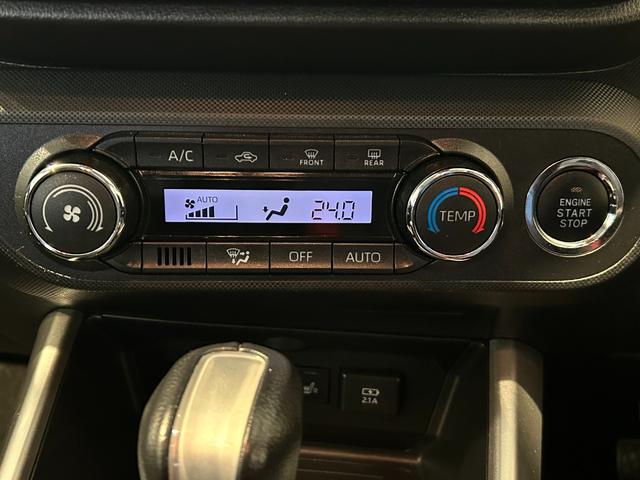 A/C
FRONT
REAR
AUTO
24.0
TEMP
ENGINE
START
STOP
OFF
AUTO
2.1A